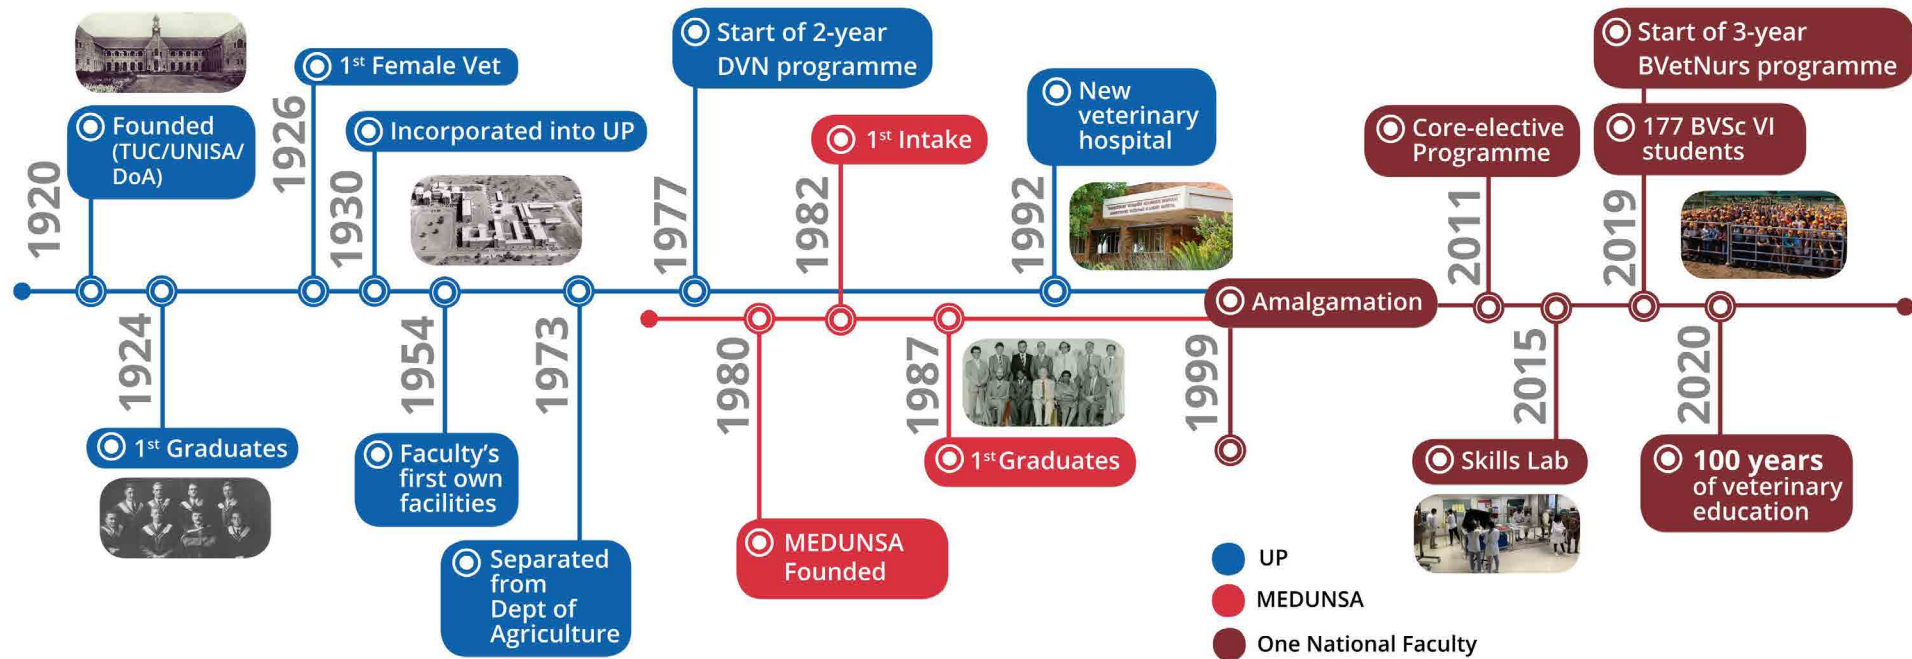 1920
Founded
(TUC/UNISA/
DoA)
1924
1st Graduates
1926
1st Female Vet
1930
Incorporated into UP
1954
Faculty's
first own
facilities
1973
Separated
from
Dept of
Agriculture
1977
Start of 2-year
DVN programme
1980
MEDUNSA
Founded
1982
1st Intake
1987
1st Graduates
1992
New
veterinary
hospital
1999
Amalgamation
2011
Core-elective
Programme
2015
Skills Lab
2019
Start of 3-year
BVetNurs programme
177 BVSc VI
students
2020
100 years
of veterinary
education
UP
MEDUNSA
One National Faculty